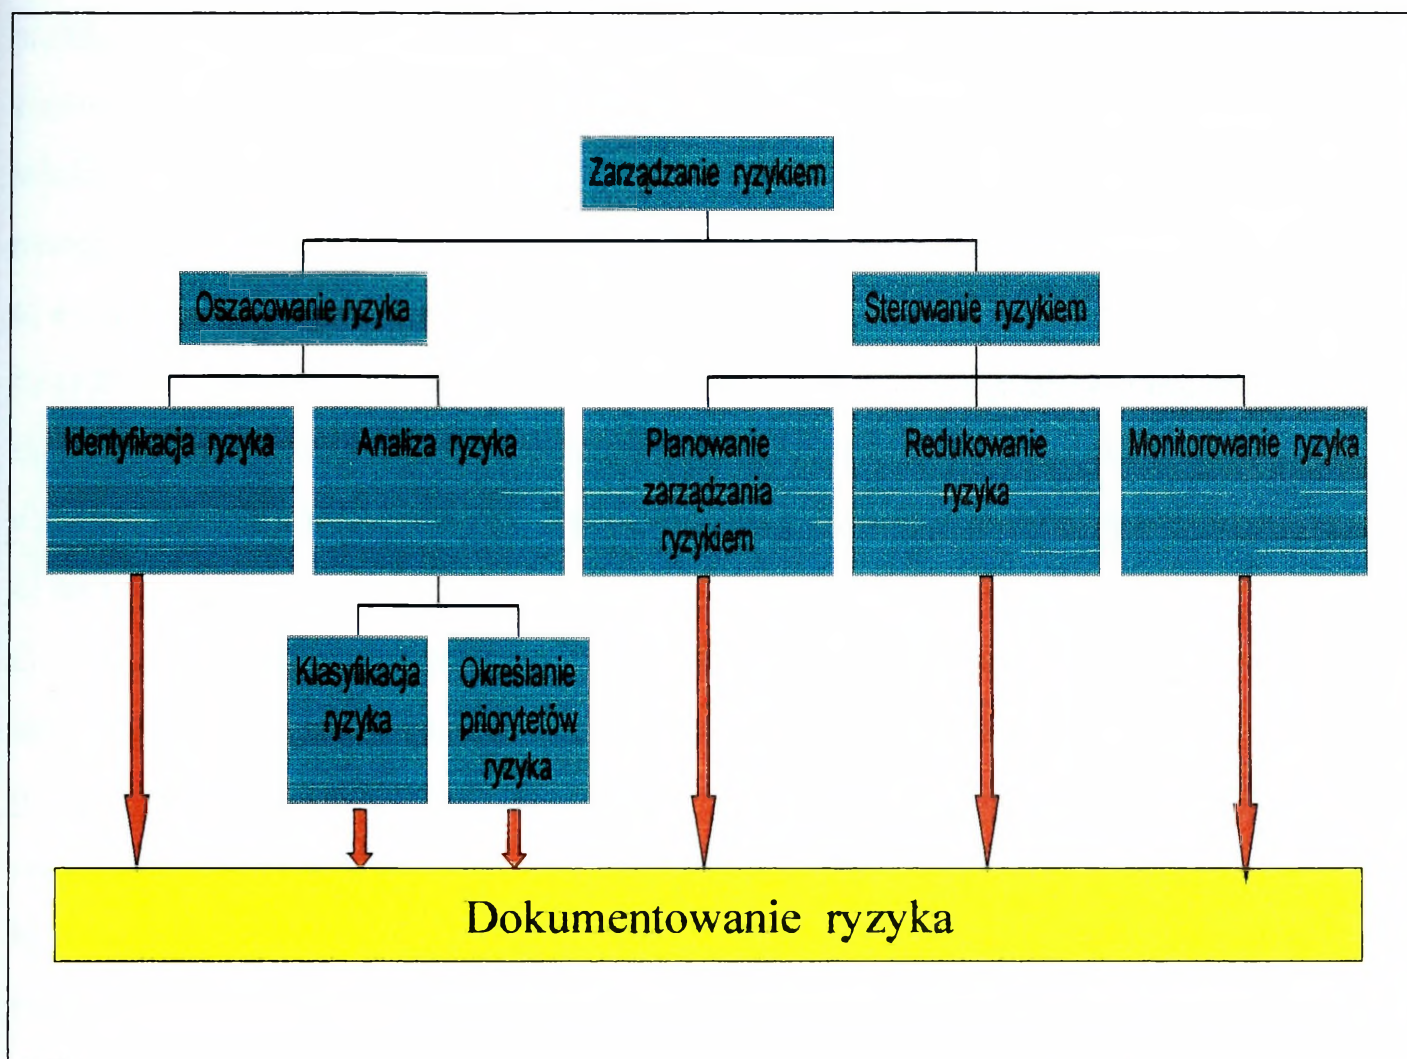 Zarządzanie ryzykiem
Oszacowanie ryzyka
Sterowanie ryzykiem
Identyfikacja ryzyka
Analiza ryzyka
Planowanie
zarządzania
ryzykiem
Redukowanie
ryzyka
Monitorowanie ryzyka
Klasyfikacja
ryzyka
Określanie
priorytetów
ryzyka
Dokumentowanie ryzyka